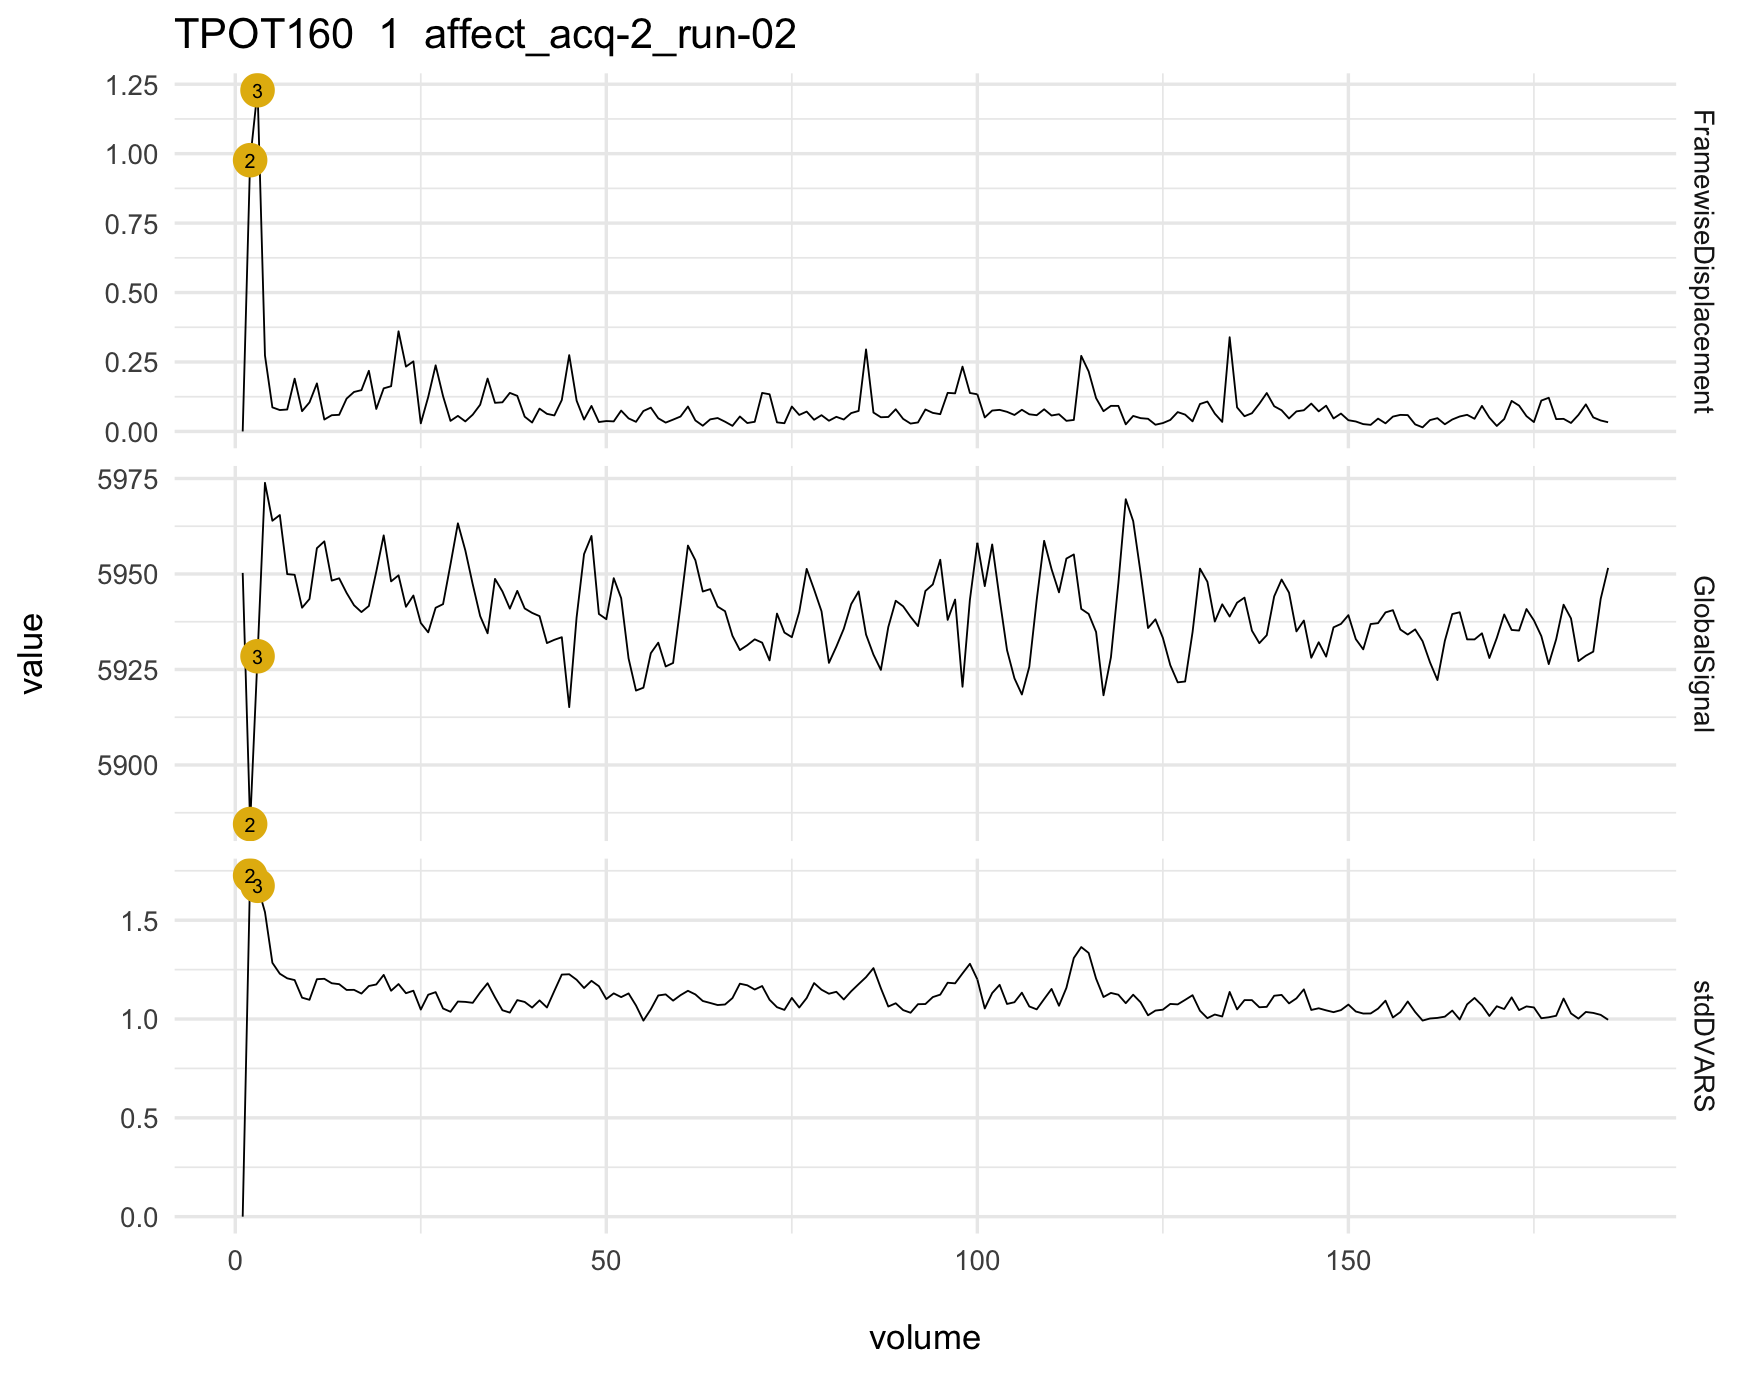 TPOT160 1 affect_acq-2_run-02
1.25
1.00
0.75
0.50
0.25
0.00
3
2
FramewiseDisplacement
5975
5950
5925
5900
3
2
GlobalSignal
1.5
1.0
0.5
0.0
2
3
stdDVARS
value
0 50 100 150
volume